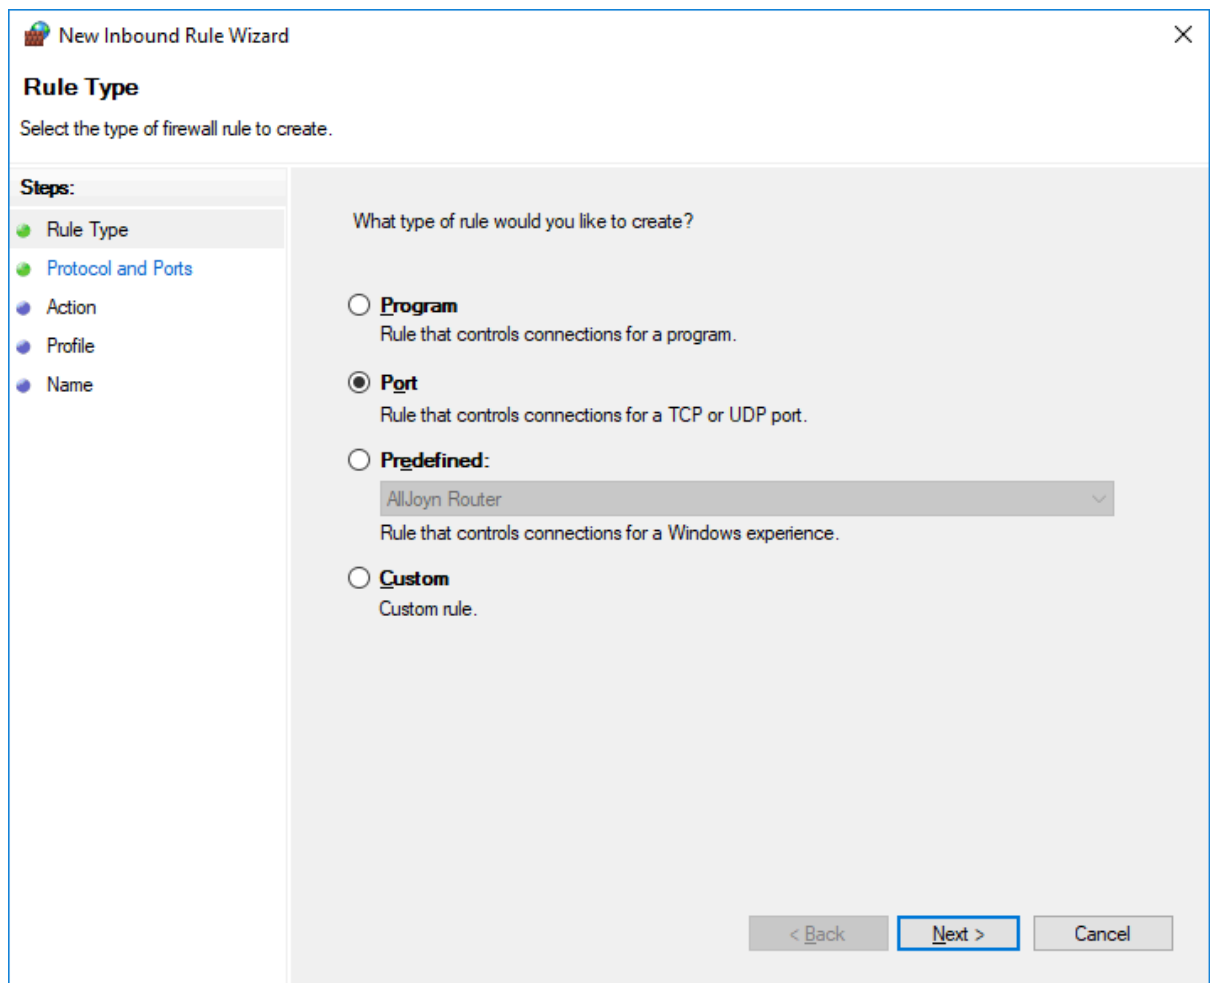 New Inbound Rule Wizard
Rule Type
Select the type of firewall rule to create.
Steps:
Rule Type
Protocol and Ports
Action
Profile
Name
What type of rule would you like to create?
Program
Rule that controls connections for a program.
Port
Rule that controls connections for a TCP or UDP port.
Predefined:
AllJoyn Router
Rule that controls connections for a Windows experience.
Custom
Custom rule.
< Back
Next >
Cancel